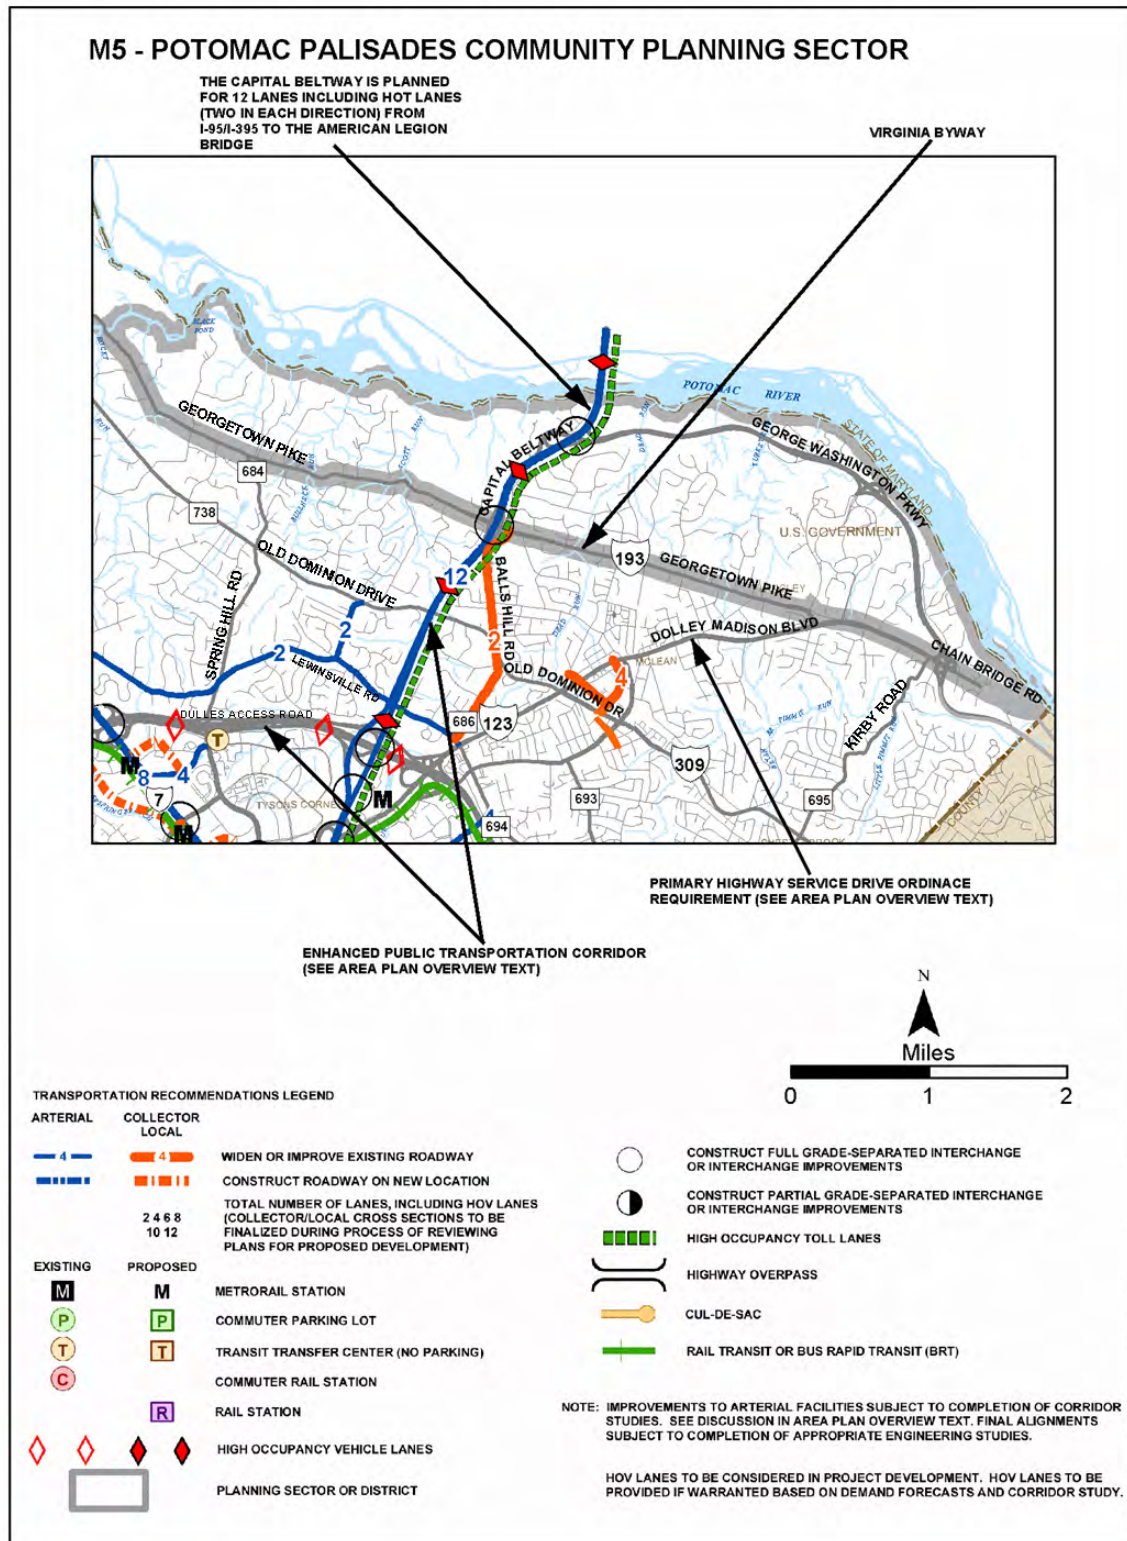 M5 - POTOMAC PALISADES COMMUNITY PLANNING SECTOR
THE CAPITAL BELTWAY IS PLANNED
FOR 12 LANES INCLUDING HOT LANES
(TWO IN EACH DIRECTION) FROM
I-95/I-395 TO THE AMERICAN LEGION
BRIDGE
VIRGINIA BYWAY
BLACK
POND
POTOMAC RIVER
STATE OF MARYLAND
GEORGETOWN PIKE
CAPITAL BELTWAY
GEORGE WASHINGTON PKWY
SCOTT RUN
684
BULLNECK RUN
738
U.S. GOVERNMENT
193
GEORGETOWN PIKE
OLD DOMINION DRIVE
12
BALLS HILL RD
DEAD RUN
SPRING HILL RD
2
2
2
DOLLEY MADISON BLVD
MCLEAN
LEWINSVILLE RD
OLD DOMINION DR
4
CHAIN BRIDGE RD
KIRBY ROAD
DULLES ACCESS ROAD
686
123
T
M
8
4
309
7
M
TYSONS CORNER
M
693
695
694
COUNTY
PRIMARY HIGHWAY SERVICE DRIVE ORDINACE
REQUIREMENT (SEE AREA PLAN OVERVIEW TEXT)
ENHANCED PUBLIC TRANSPORTATION CORRIDOR
(SEE AREA PLAN OVERVIEW TEXT)
N
Miles
0 1 2
TRANSPORTATION RECOMMENDATIONS LEGEND
ARTERIAL COLLECTOR
LOCAL
4 4 WIDEN OR IMPROVE EXISTING ROADWAY
CONSTRUCT ROADWAY ON NEW LOCATION
TOTAL NUMBER OF LANES, INCLUDING HOV LANES
2 4 6 8 (COLLECTOR/LOCAL CROSS SECTIONS TO BE
10 12 FINALIZED DURING PROCESS OF REVIEWING
PLANS FOR PROPOSED DEVELOPMENT)
EXISTING PROPOSED
M M METRORAIL STATION
P P COMMUTER PARKING LOT
T T TRANSIT TRANSFER CENTER (NO PARKING)
C COMMUTER RAIL STATION
R RAIL STATION
HIGH OCCUPANCY VEHICLE LANES
PLANNING SECTOR OR DISTRICT
CONSTRUCT FULL GRADE-SEPARATED INTERCHANGE
OR INTERCHANGE IMPROVEMENTS
CONSTRUCT PARTIAL GRADE-SEPARATED INTERCHANGE
OR INTERCHANGE IMPROVEMENTS
HIGH OCCUPANCY TOLL LANES
HIGHWAY OVERPASS
CUL-DE-SAC
RAIL TRANSIT OR BUS RAPID TRANSIT (BRT)
NOTE: IMPROVEMENTS TO ARTERIAL FACILITIES SUBJECT TO COMPLETION OF CORRIDOR
STUDIES. SEE DISCUSSION IN AREA PLAN OVERVIEW TEXT. FINAL ALIGNMENTS
SUBJECT TO COMPLETION OF APPROPRIATE ENGINEERING STUDIES.
HOV LANES TO BE CONSIDERED IN PROJECT DEVELOPMENT. HOV LANES TO BE
PROVIDED IF WARRANTED BASED ON DEMAND FORECASTS AND CORRIDOR STUDY.